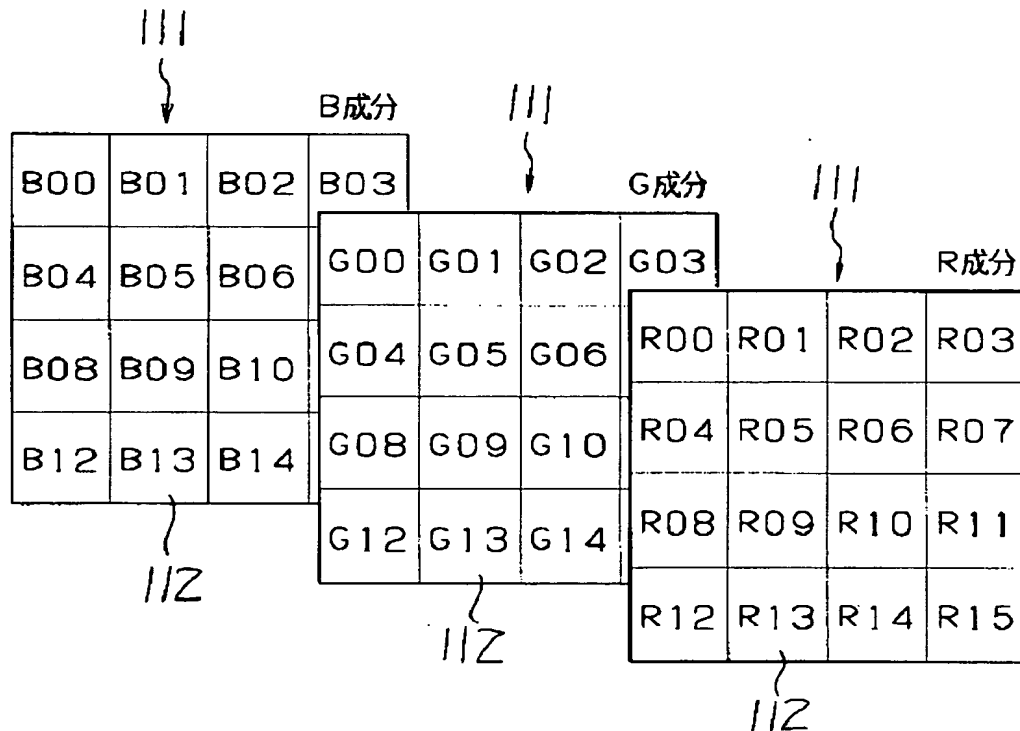 111
B成分
B00 B01 B02 B03
B04 B05 B06
B08 B09 B10
B12 B13 B14
112
111
G成分
G00 G01 G02 G03
G04 G05 G06
G08 G09 G10
G12 G13 G14
112
111
R成分
R00 R01 R02 R03
R04 R05 R06 R07
R08 R09 R10 R11
R12 R13 R14 R15
112